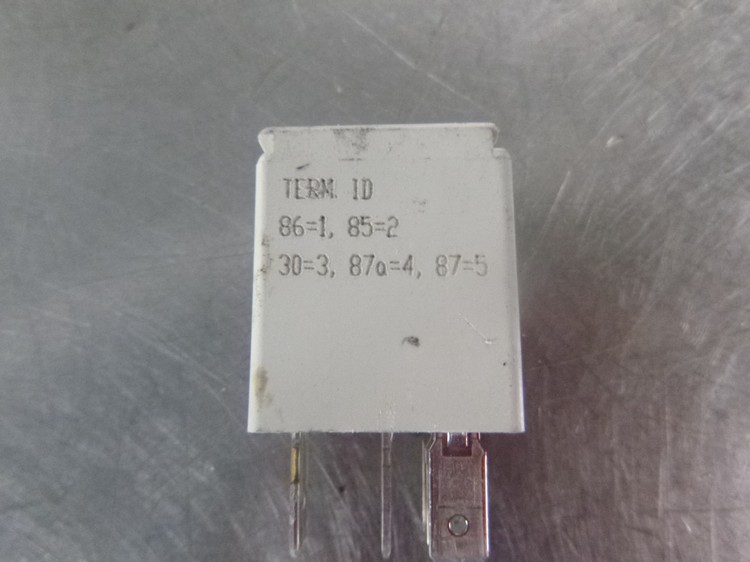 TERM. ID
86=1, 85=2
30=3, 87a=4, 87=5